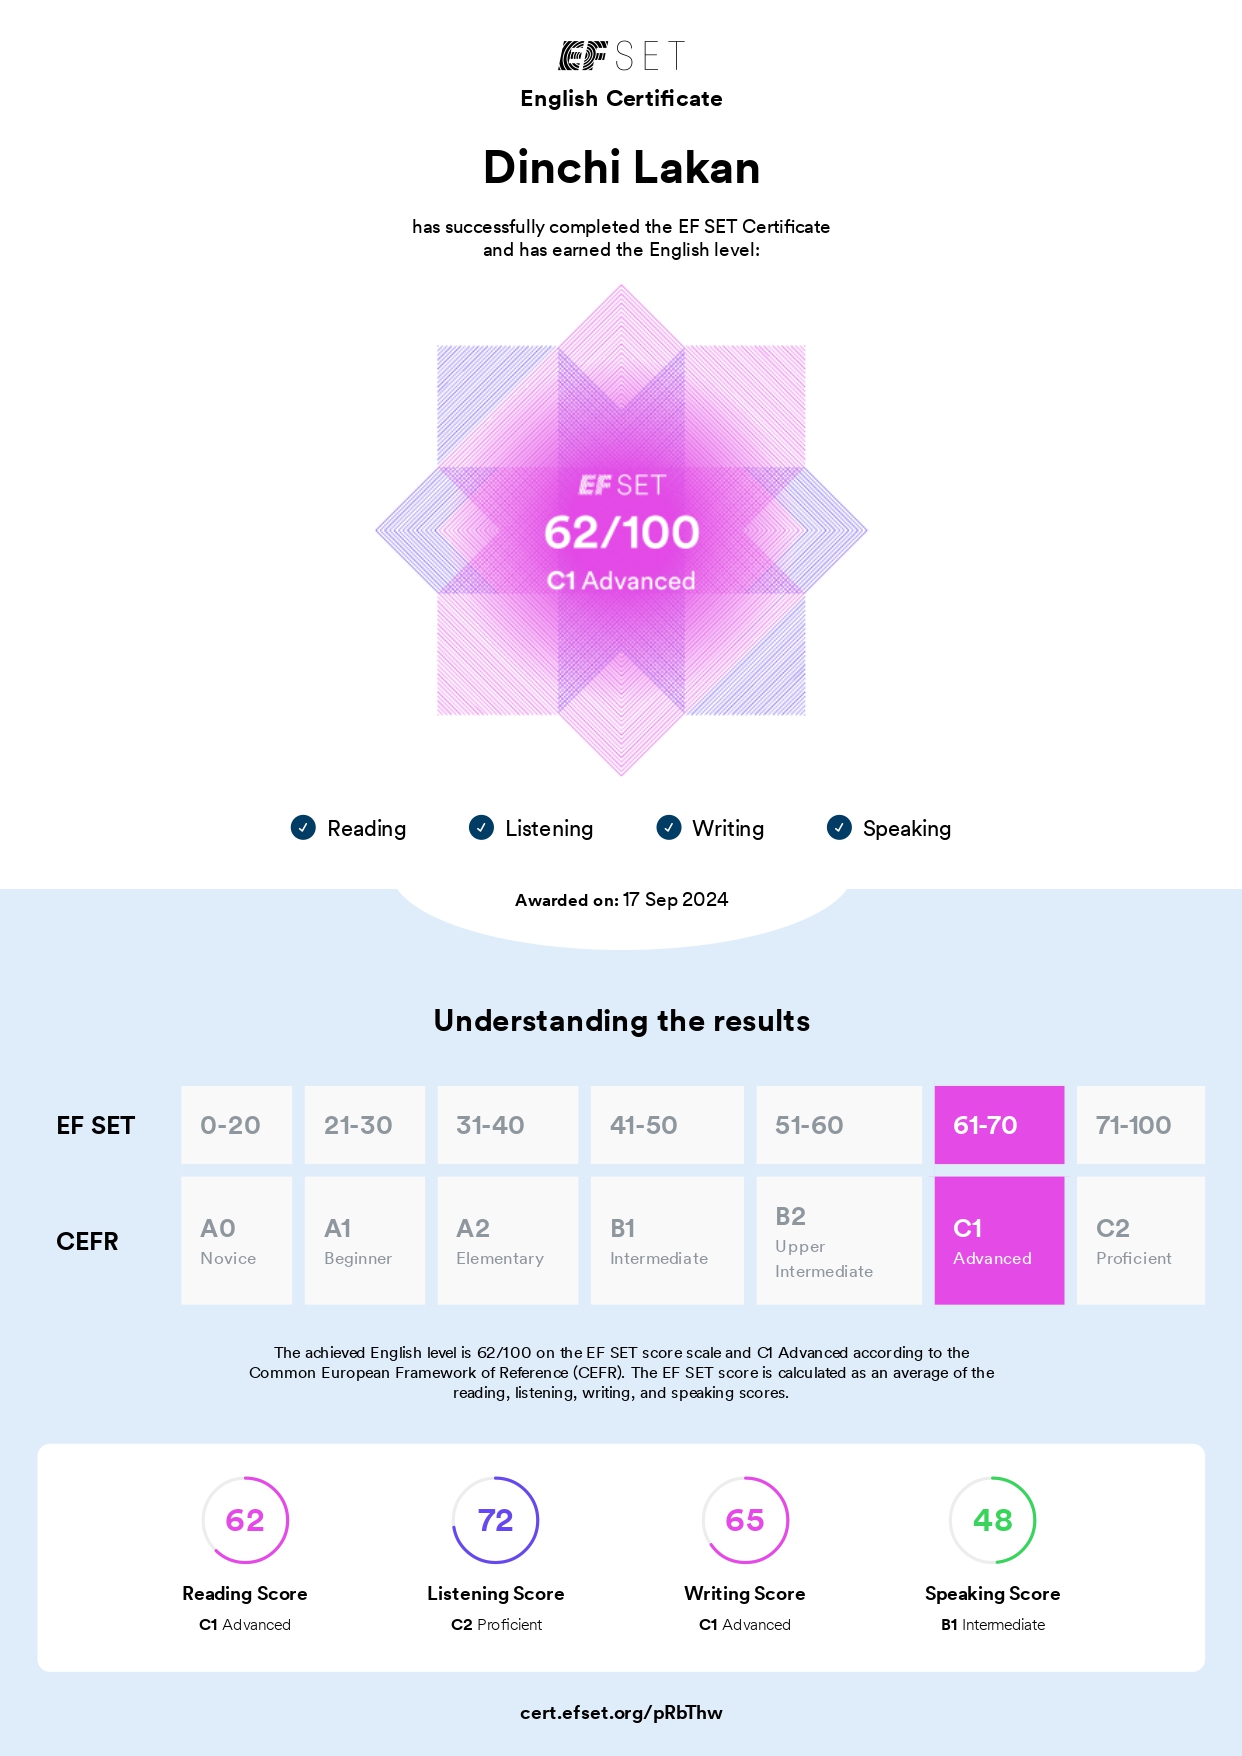 EF SET
English Certificate
Dinchi Lakan
has successfully completed the EF SET Certificate
and has earned the English level:
EF SET
62/100
C1 Advanced
Reading Listening Writing Speaking
Awarded on: 17 Sep 2024
Understanding the results
EF SET 0-20 21-30 31-40 41-50 51-60 61-70 71-100
CEFR
A0 Novice
A1 Beginner
A2 Elementary
B1 Intermediate
B2 Upper Intermediate
C1 Advanced
C2 Proficient
The achieved English level is 62/100 on the EF SET score scale and C1 Advanced according to the
Common European Framework of Reference (CEFR). The EF SET score is calculated as an average of the
reading, listening, writing, and speaking scores.
62 72 65 48
Reading Score Listening Score Writing Score Speaking Score
C1 Advanced C2 Proficient C1 Advanced B1 Intermediate
cert.efset.org/pRbThw